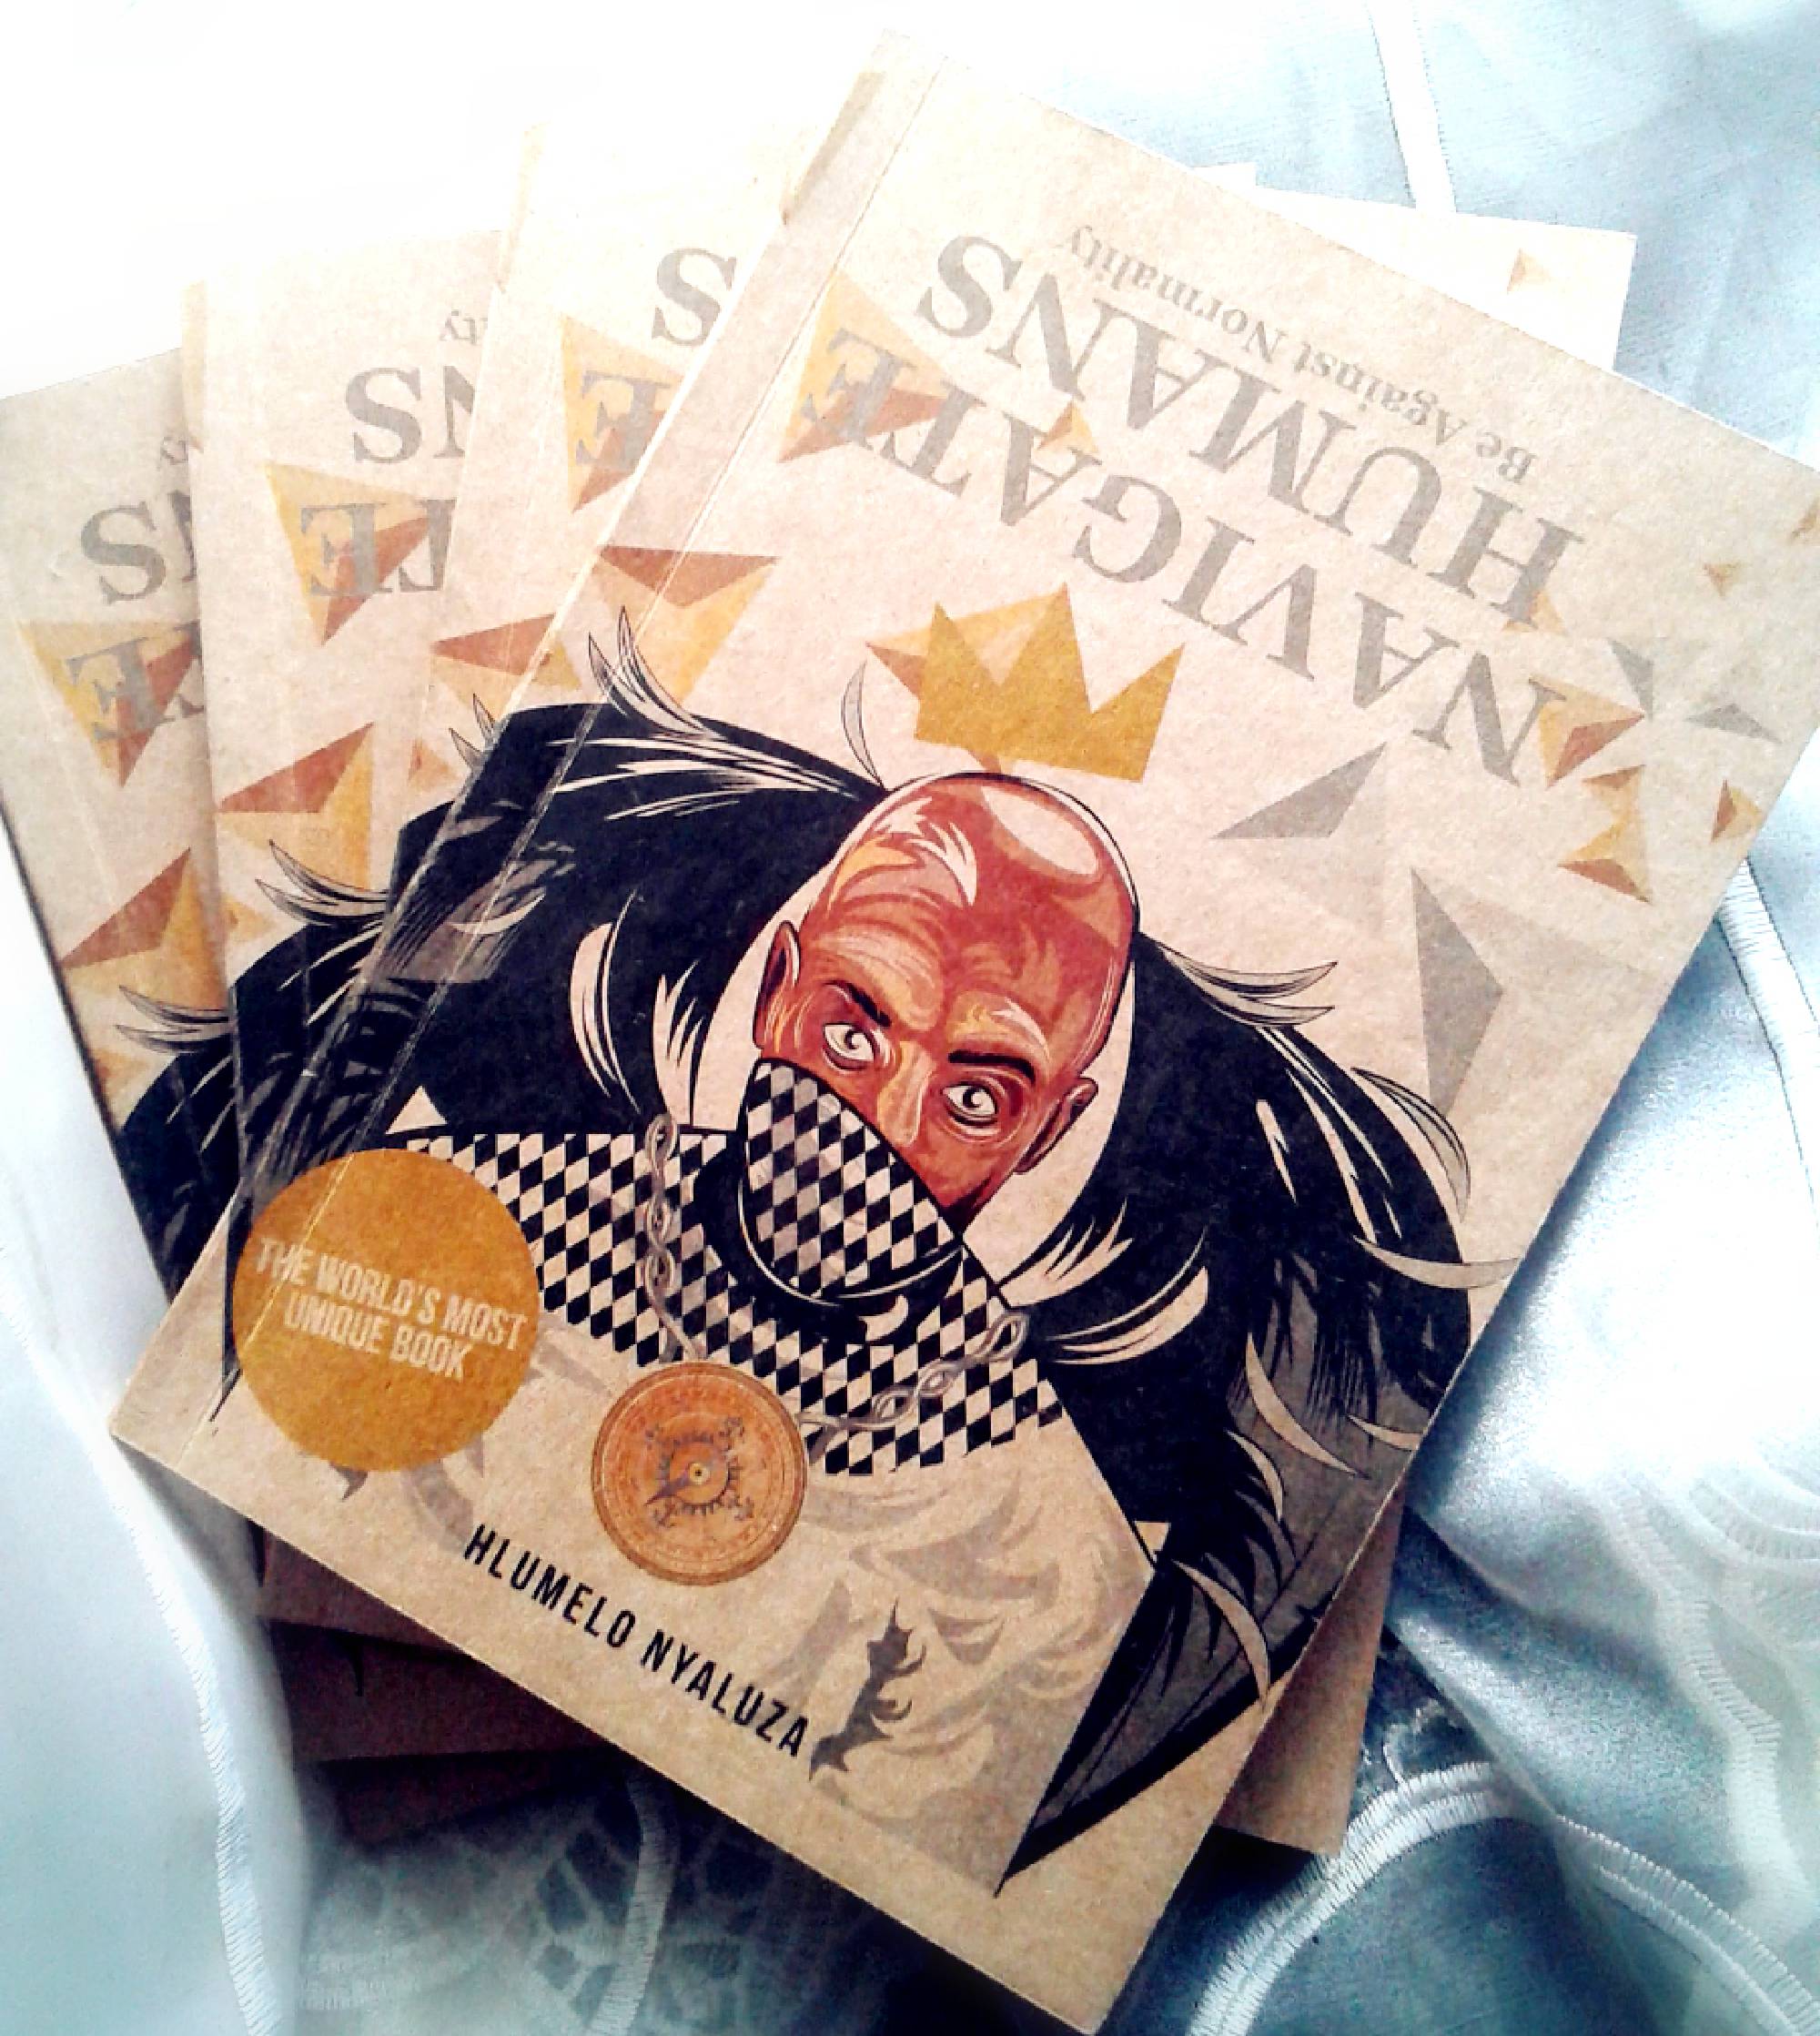 NAVIGATE
HUMANS
Be Against Normality
THE WORLD'S MOST
UNIQUE BOOK
HLUMELO NYALUZA